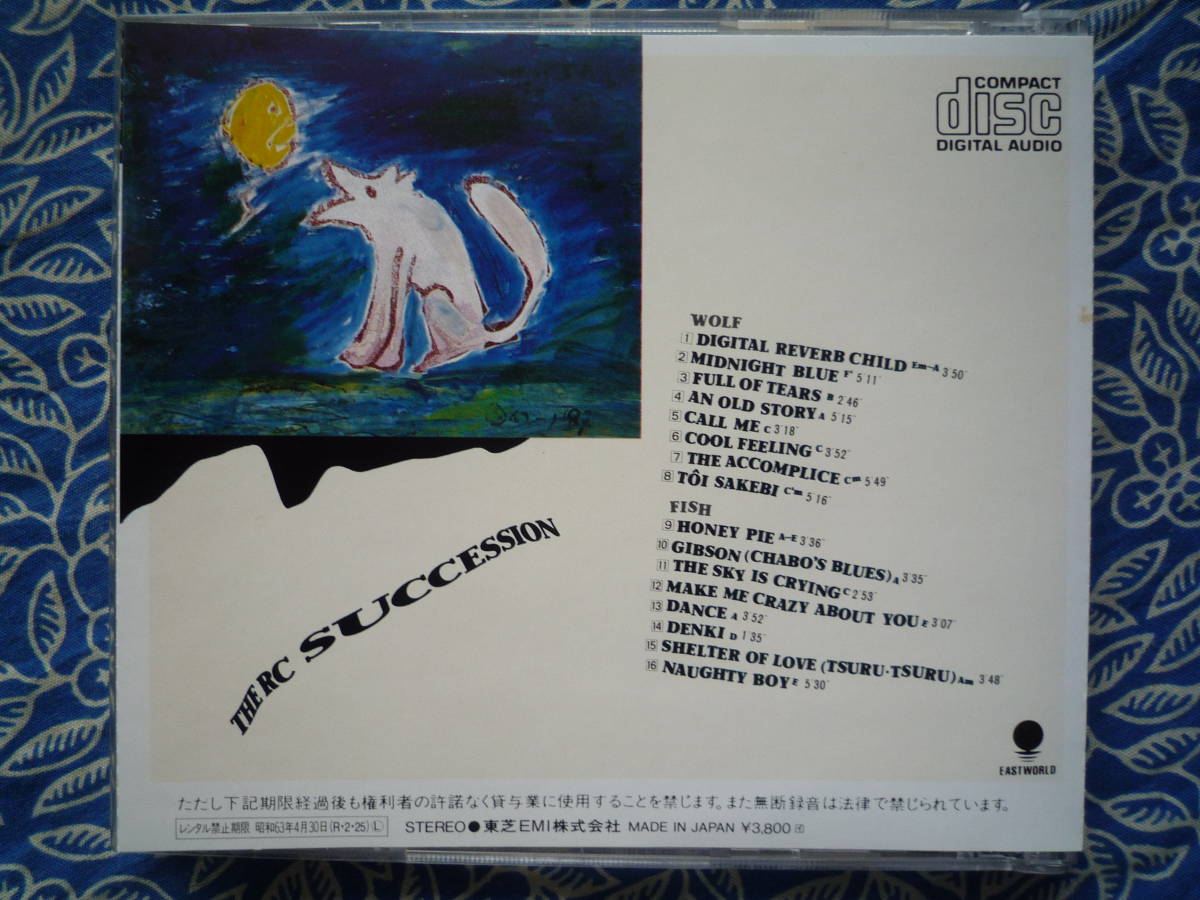 COMPACT
disc
DIGITAL AUDIO
WOLF
1 DIGITAL REVERB CHILD Em-A 3'50"
2 MIDNIGHT BLUE F 5'11"
3 FULL OF TEARS B 2'46"
4 AN OLD STORY A 5'15"
5 CALL ME C 3'18"
6 COOL FEELING C 3'52"
7 THE ACCOMPLICE Cm 5'49"
8 TÔI SAKEBI C#m 5'16"
FISH
9 HONEY PIE A-E 3'36"
10 GIBSON (CHABO'S BLUES) A 3'35"
11 THE SKY IS CRYING C 2'53"
12 MAKE ME CRAZY ABOUT YOU E 3'07"
13 DANCE A 3'52"
14 DENKI D 1'35"
15 SHELTER OF LOVE (TSURU·TSURU) Am 3'48"
16 NAUGHTY BOY E 5'30"
THE RC SUCCESSION
EASTWORLD
ただし下記期限経過後も権利者の許諾なく貸与業に使用することを禁じます。また無断録音は法律で禁じられています。
レンタル禁止期限 昭和63年4月30日(R・2・25)Ⓛ STEREO●東芝EMI株式会社 MADE IN JAPAN ¥3,800